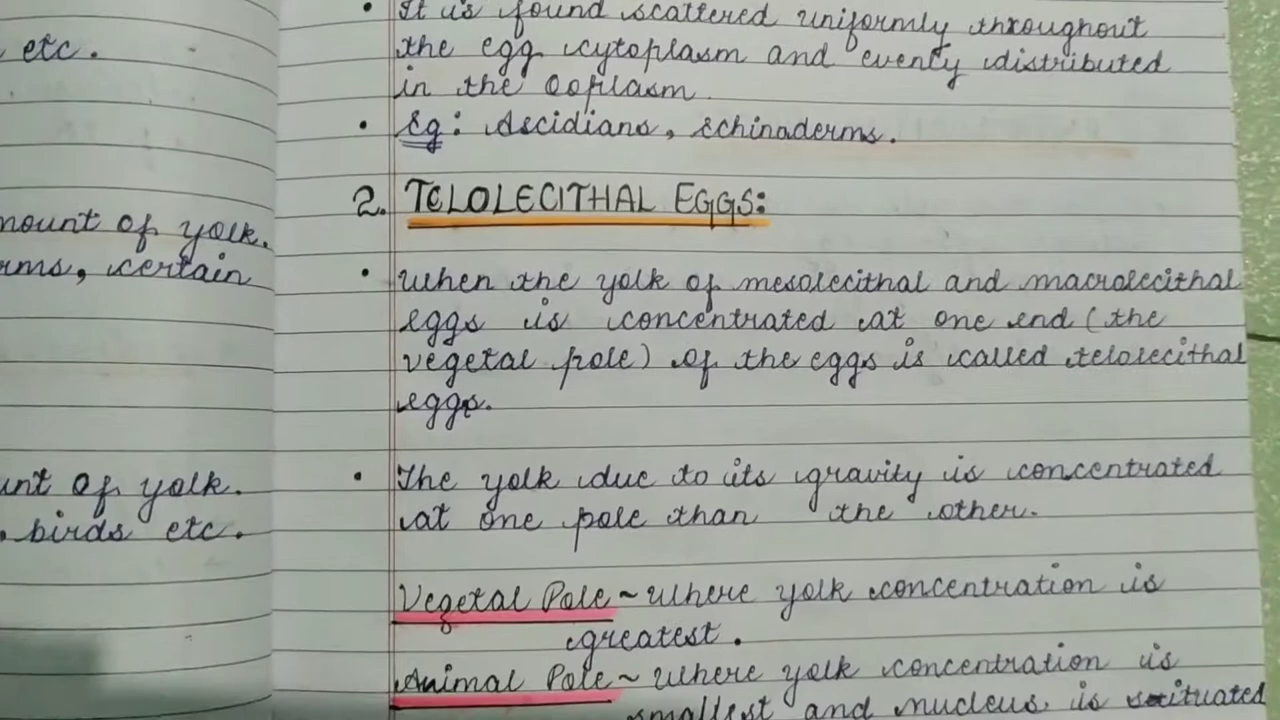 etc.
mount of yolk.
rms, certain
unt of yolk.
. birds etc.
• It is found scattered uniformly throughout
the egg cytoplasm and evenly distributed
in the ooplasm
• Eg: Ascidians, Echinaderms.
2. TELOLECITHAL EGGS:
• When the yolk of mesolecithal and macrolecithal
eggs is concentrated at one end (the
vegetal pole) of the eggs is called telolecithal
eggs.
• The yolk due to its gravity is concentrated
at one pole than the other.
Vegetal Pole ~ where yolk concentration is
greatest.
Animal Pole ~ where yolk concentration is
smallest and nucleus is situated